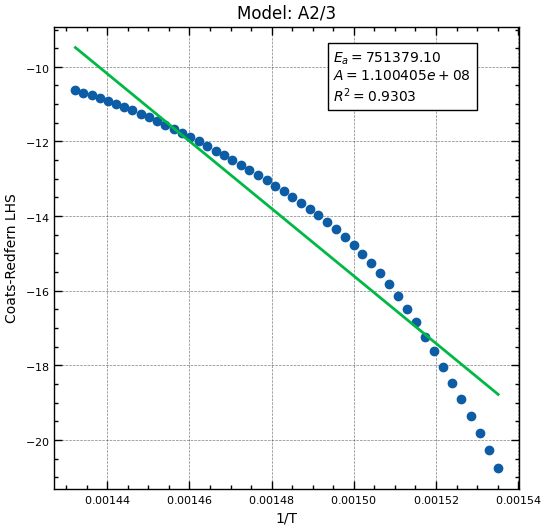 Model: A2/3
E_a = 751379.10
A = 1.100405e + 08
R^2 = 0.9303
Coats-Redfern LHS
−10
−12
−14
−16
−18
−20
0.00144 0.00146 0.00148 0.00150 0.00152 0.00154
1/T